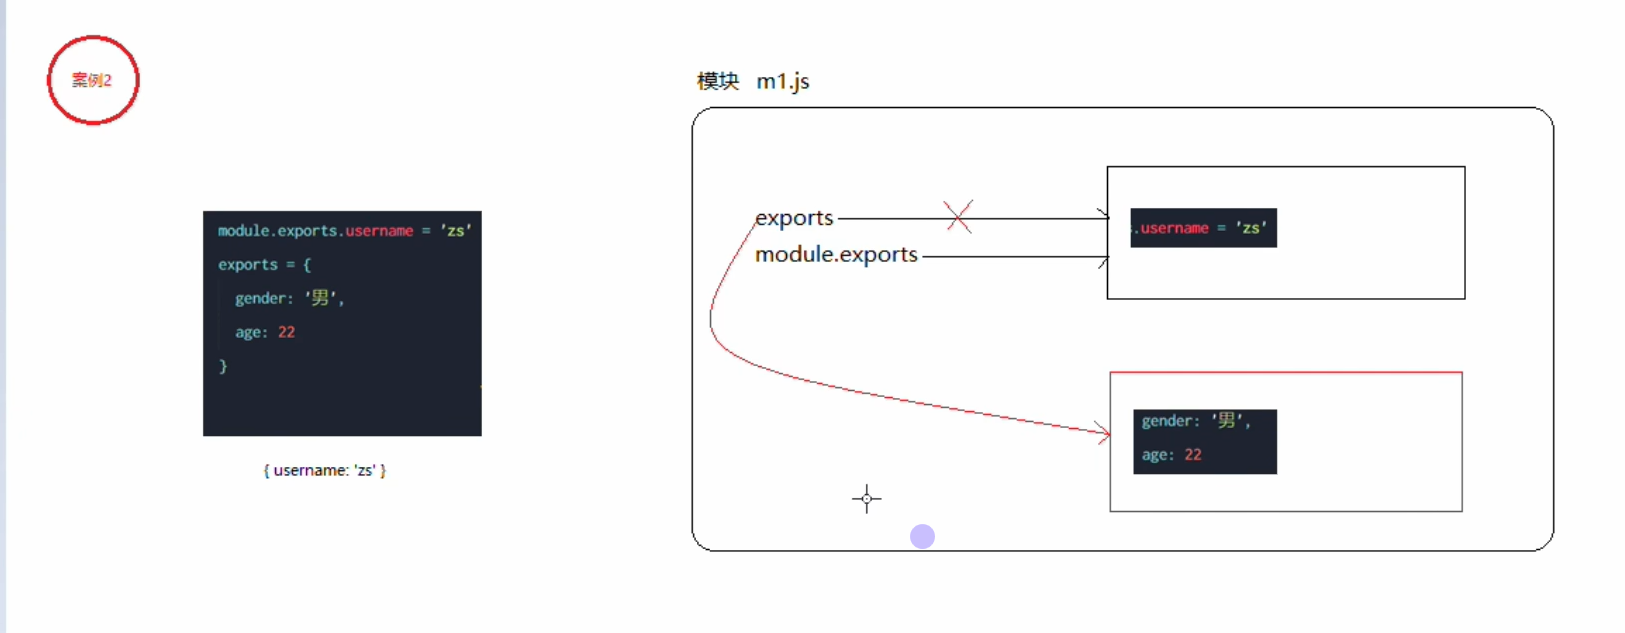 案例2
模块 m1.js
module.exports.username = 'zs'
exports = {
gender: '男',
age: 22
}
{ username: 'zs' }
exports
module.exports
.username = 'zs'
gender: '男',
age: 22